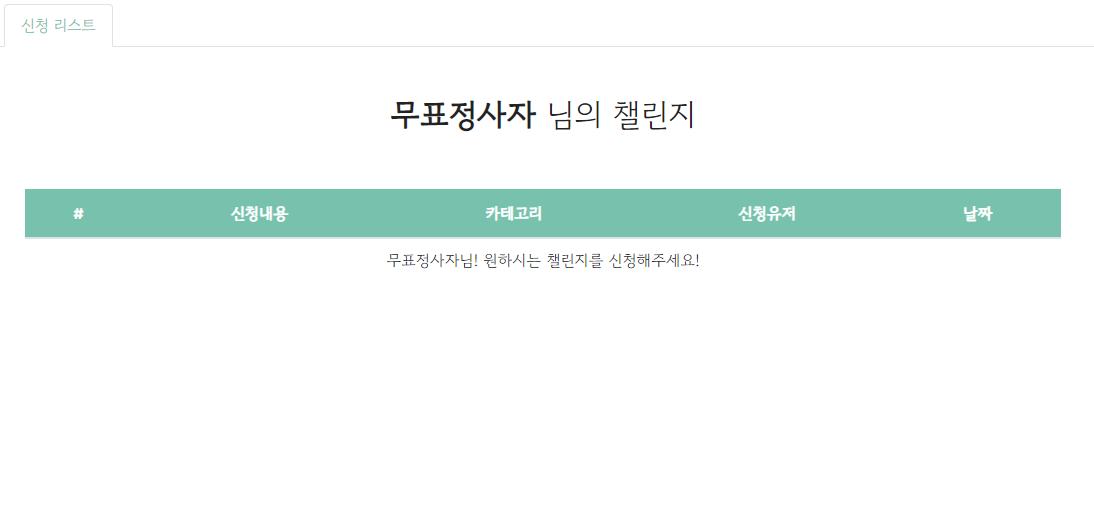 신청 리스트
무표정사자 님의 챌린지
# 신청내용 카테고리 신청유저 날짜
무표정사자님! 원하시는 챌린지를 신청해주세요!